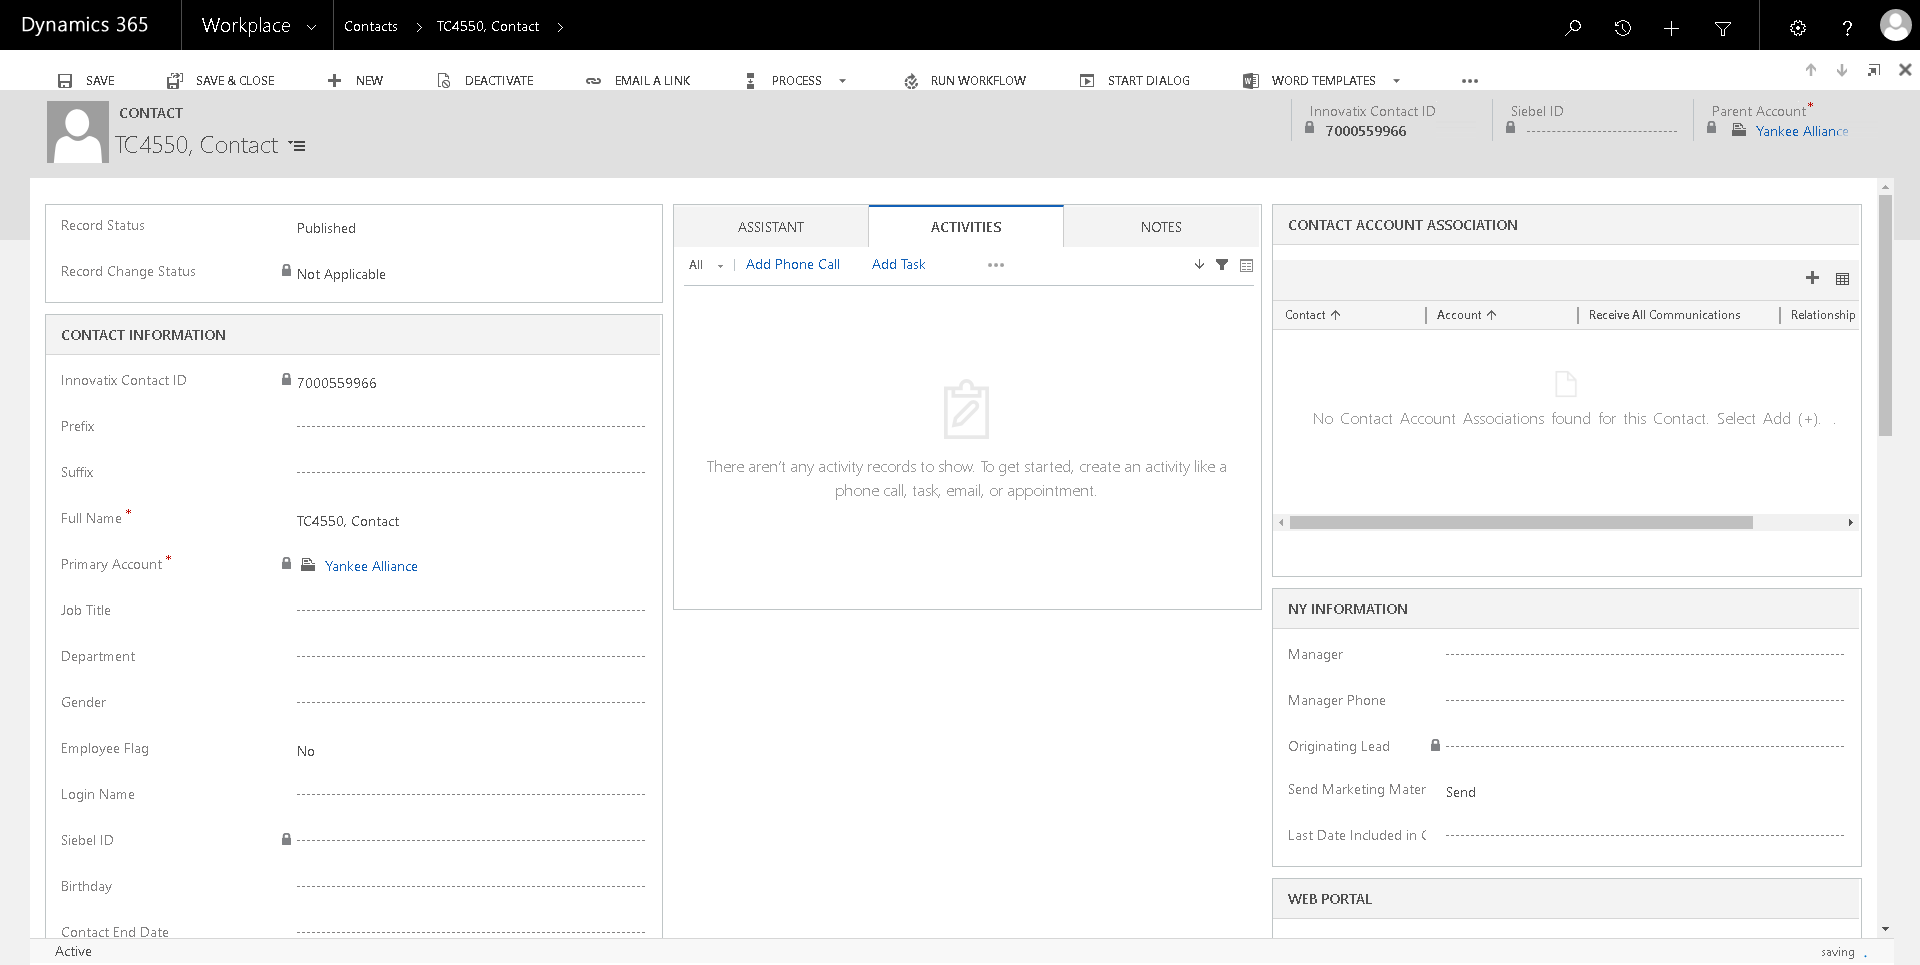 Dynamics 365
Workplace
Contacts
TC4550, Contact
SAVE
SAVE & CLOSE
NEW
DEACTIVATE
EMAIL A LINK
PROCESS
RUN WORKFLOW
START DIALOG
WORD TEMPLATES
CONTACT
TC4550, Contact
Innovatix Contact ID
7000559966
Siebel ID
Parent Account*
Yankee Alliance
Record Status
Published
Record Change Status
Not Applicable
CONTACT INFORMATION
Innovatix Contact ID
7000559966
Prefix
Suffix
Full Name*
TC4550, Contact
Primary Account*
Yankee Alliance
Job Title
Department
Gender
Employee Flag
No
Login Name
Siebel ID
Birthday
Contact End Date
ASSISTANT
ACTIVITIES
NOTES
All
Add Phone Call
Add Task
There aren't any activity records to show. To get started, create an activity like a
phone call, task, email, or appointment.
CONTACT ACCOUNT ASSOCIATION
Contact
Account
Receive All Communications
Relationship
No Contact Account Associations found for this Contact. Select Add (+). .
NY INFORMATION
Manager
Manager Phone
Originating Lead
Send Marketing Mater
Send
Last Date Included in C
WEB PORTAL
Active
saving